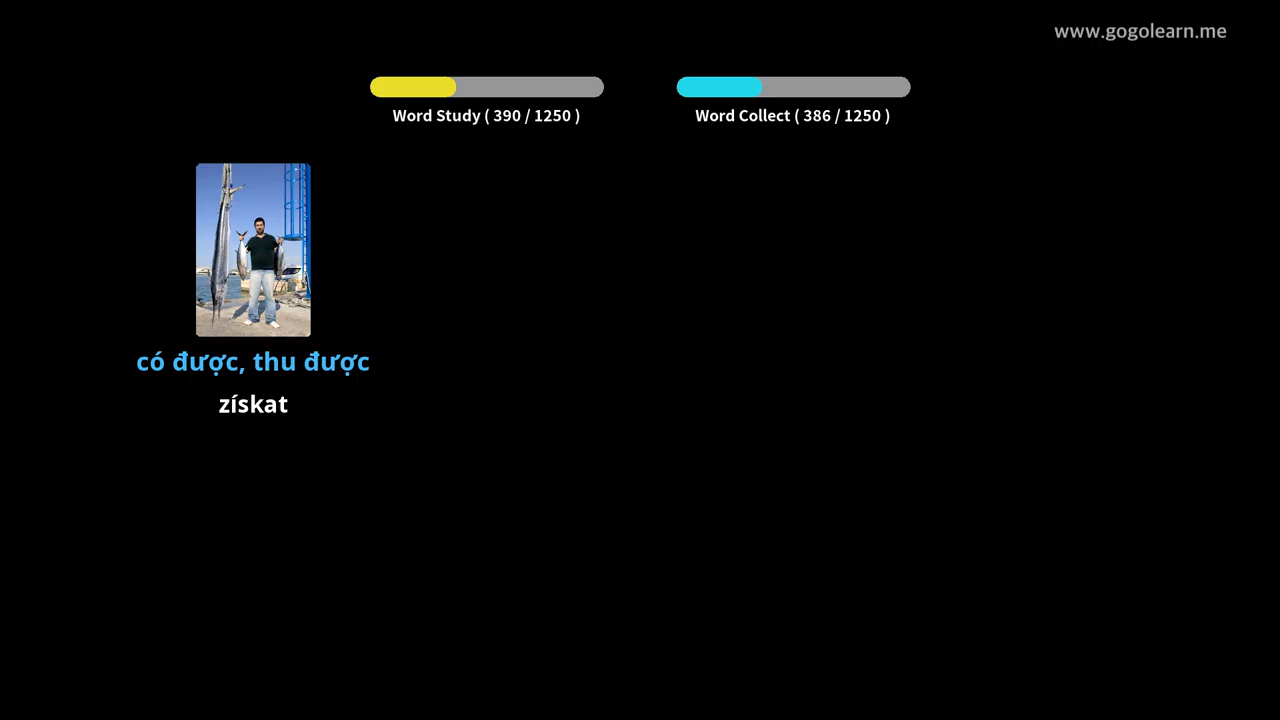 www.gogolearn.me
Word Study ( 390 / 1250 )
Word Collect ( 386 / 1250 )
có được, thu được
získat